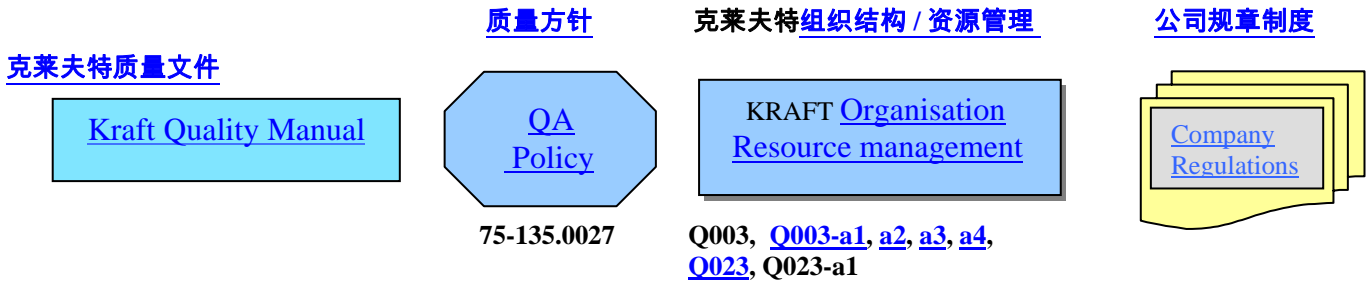 质量方针
克莱夫特组织结构 / 资源管理
公司规章制度
克莱夫特质量文件
Kraft Quality Manual
QA
Policy
KRAFT Organisation
Resource management
Company
Regulations
75-135.0027
Q003, Q003-a1, a2, a3, a4,
Q023, Q023-a1